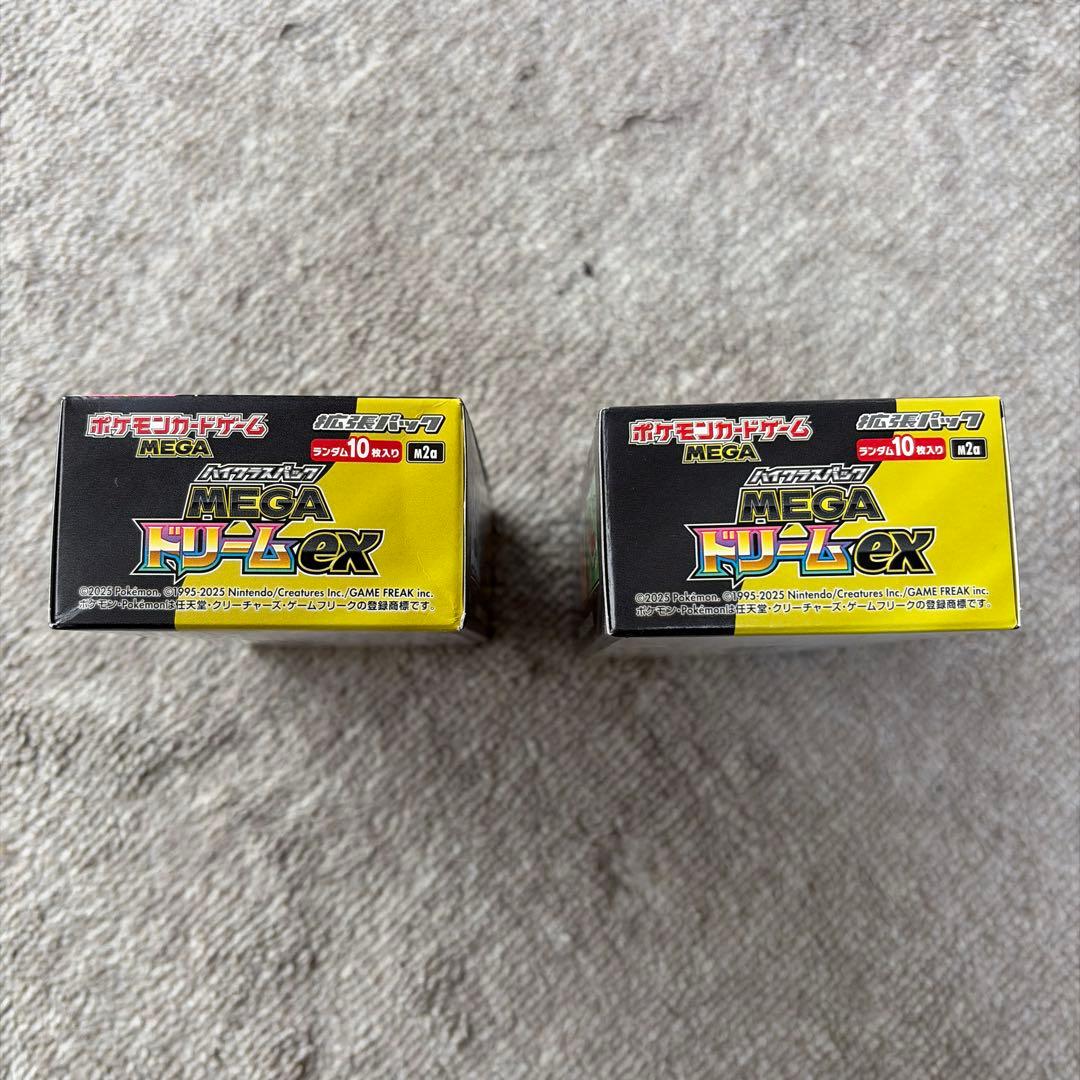 ポケモンカードゲーム
MEGA
拡張パック
ランダム10枚入り
M2a
ハイクラスパック
MEGA
ドリームex
©2025 Pokémon. ©1995-2025 Nintendo/Creatures Inc./GAME FREAK inc.
ポケモン・Pokémonは任天堂・クリーチャーズ・ゲームフリークの登録商標です。
ポケモンカードゲーム
MEGA
拡張パック
ランダム10枚入り
M2a
ハイクラスパック
MEGA
ドリームex
©2025 Pokémon. ©1995-2025 Nintendo/Creatures Inc./GAME FREAK inc.
ポケモン・Pokémonは任天堂・クリーチャーズ・ゲームフリークの登録商標です。